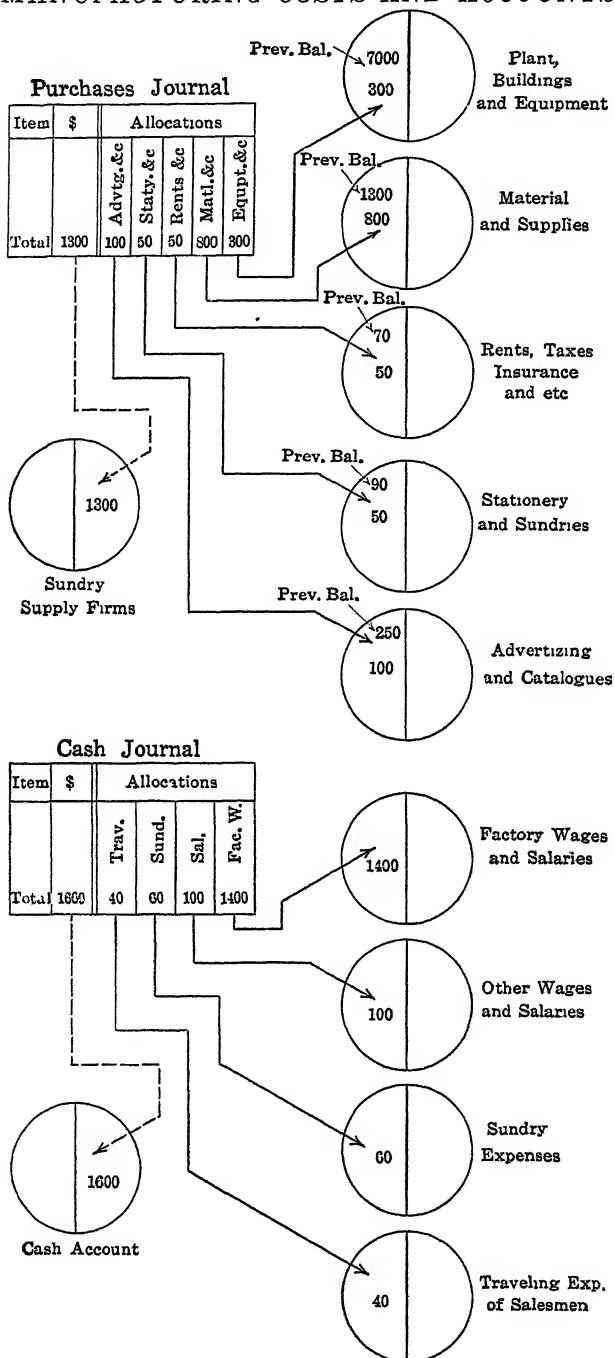 MANUFACTURING COSTS AND ACCOUNTS
Prev. Bal.
7000
300
Plant,
Buildings
and Equipment
Purchases Journal
Item $ Allocations
Advtg.&c Staty.&c Rents &c Matl.&c Equpt.&c
Total 1300 100 50 50 800 300
Prev. Bal.
1300
800
Material
and Supplies
Prev. Bal.
70
50
Rents, Taxes
Insurance
and etc
1300
Sundry
Supply Firms
Prev. Bal.
90
50
Stationery
and Sundries
Prev. Bal.
250
100
Advertizing
and Catalogues
Cash Journal
Item $ Allocations
Trav. Sund. Sal. Fac. W.
Total 1600 40 60 100 1400
1400
Factory Wages
and Salaries
100
Other Wages
and Salaries
1600
Cash Account
60
Sundry
Expenses
40
Traveling Exp.
of Salesmen